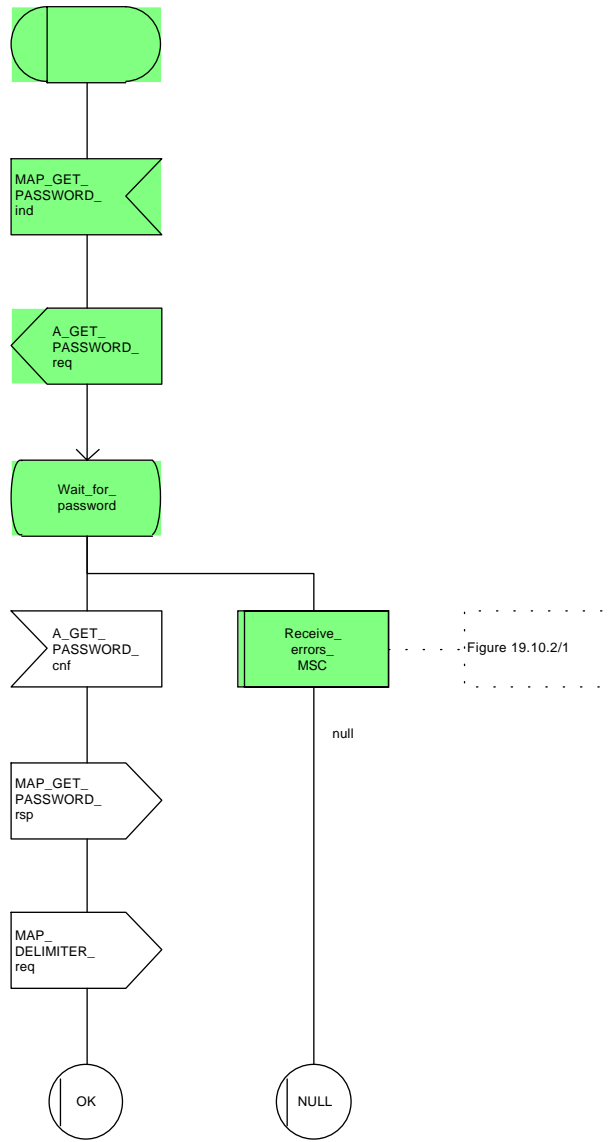 MAP_GET_
PASSWORD_
ind
A_GET_
PASSWORD_
req
Wait_for_
password
A_GET_
PASSWORD_
cnf
Receive_
errors_
MSC
Figure 19.10.2/1
null
MAP_GET_
PASSWORD_
rsp
MAP_
DELIMITER_
req
OK
NULL